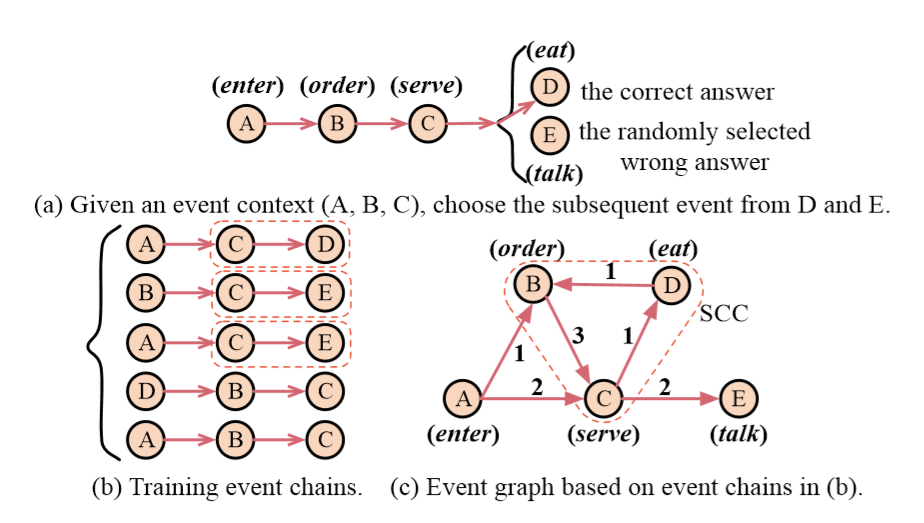 (eat)
(enter) (order) (serve)
D the correct answer
A B C
E the randomly selected
wrong answer
(talk)
(a) Given an event context (A, B, C), choose the subsequent event from D and E.
A C D
B C E
A C E
D B C
A B C
(b) Training event chains.
(order) (eat)
B 1 D
SCC
3 1
1
A 2 C 2 E
(enter) (serve) (talk)
(c) Event graph based on event chains in (b).